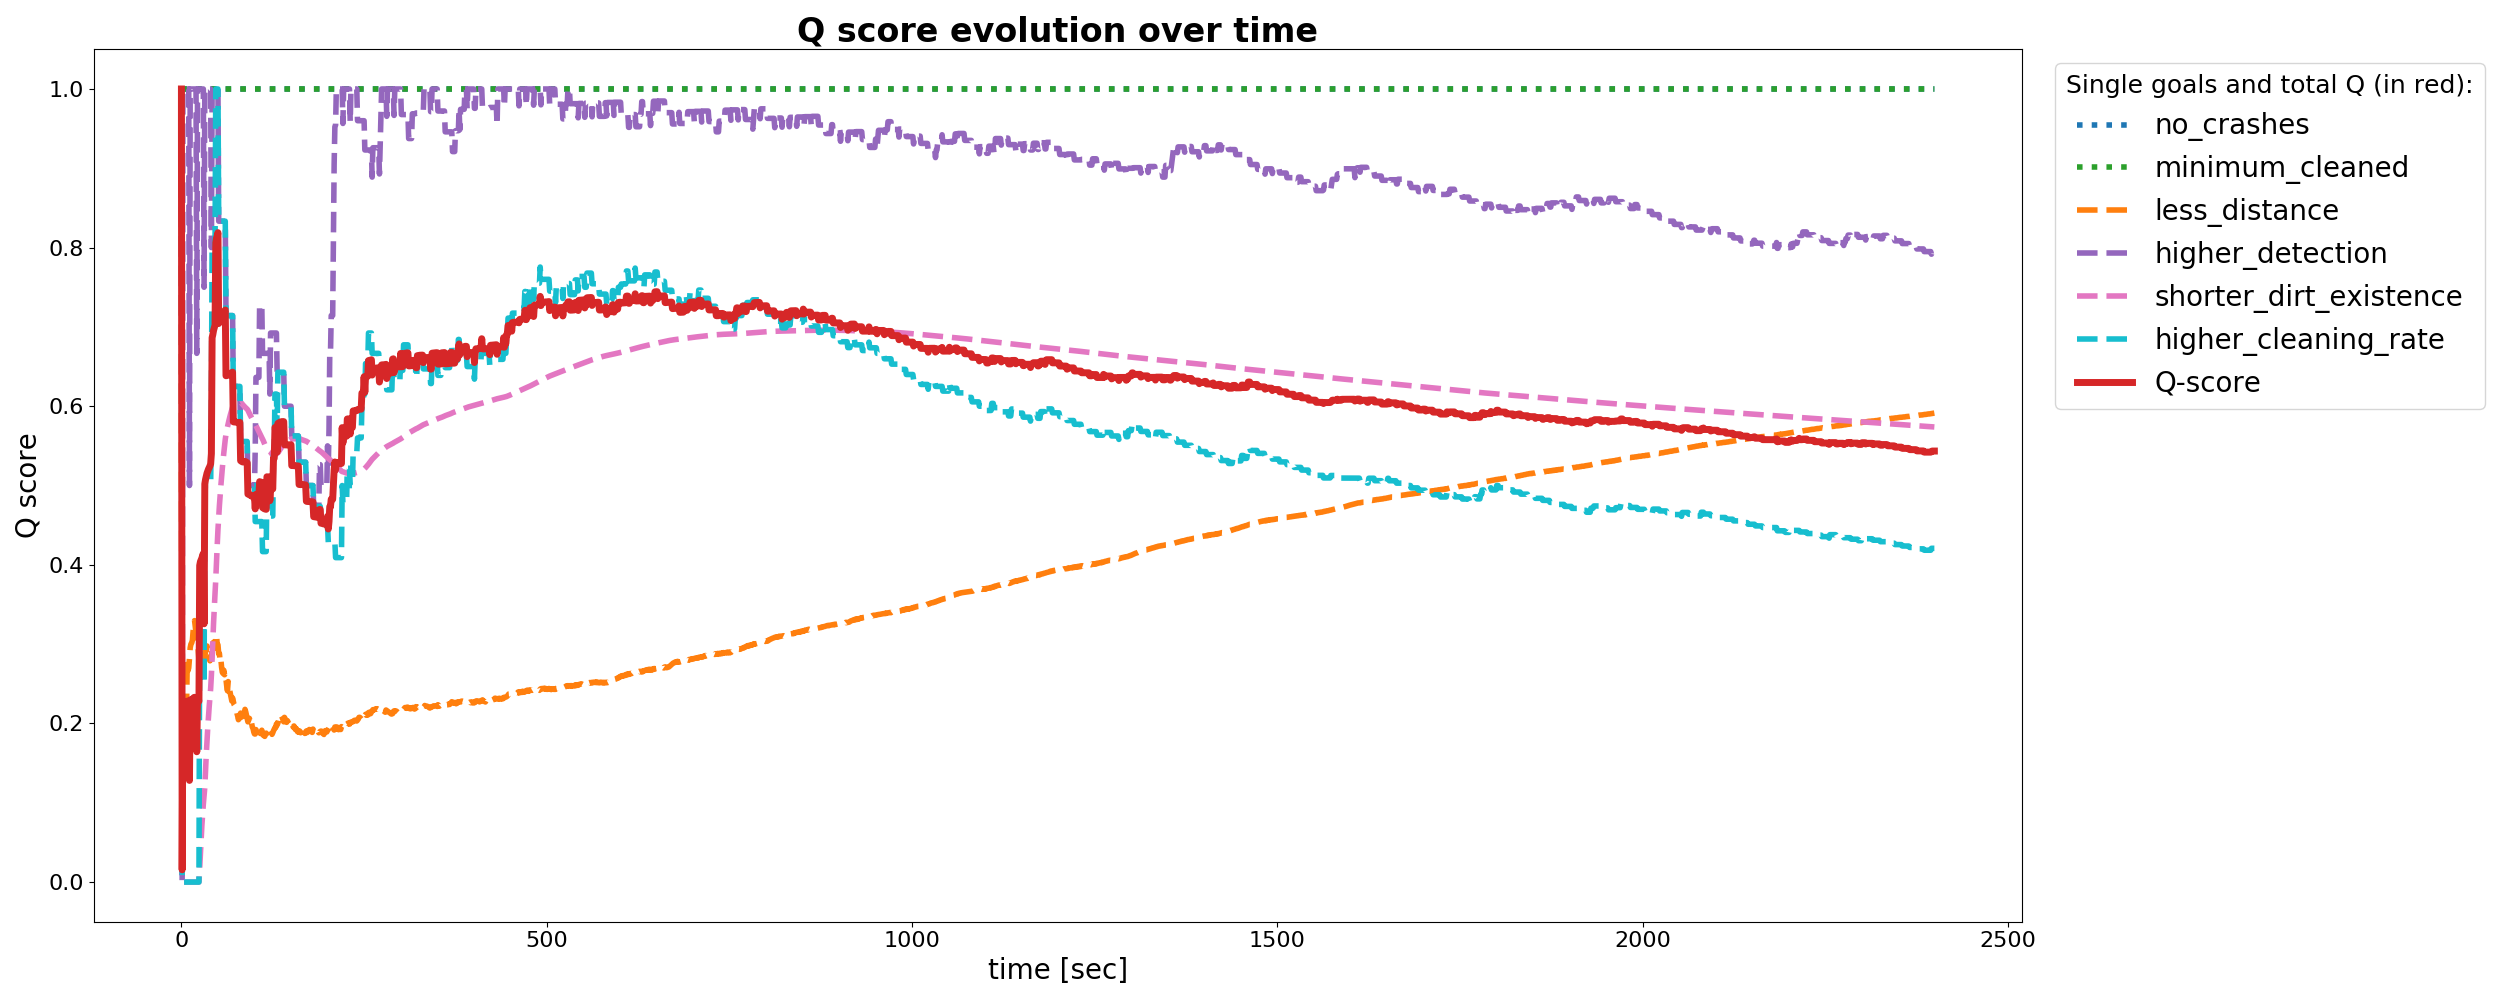 Q score evolution over time
Single goals and total Q (in red):
no_crashes
minimum_cleaned
less_distance
higher_detection
shorter_dirt_existence
higher_cleaning_rate
Q-score
Q score
1.0
0.8
0.6
0.4
0.2
0.0
0
500
1000
1500
2000
2500
time [sec]